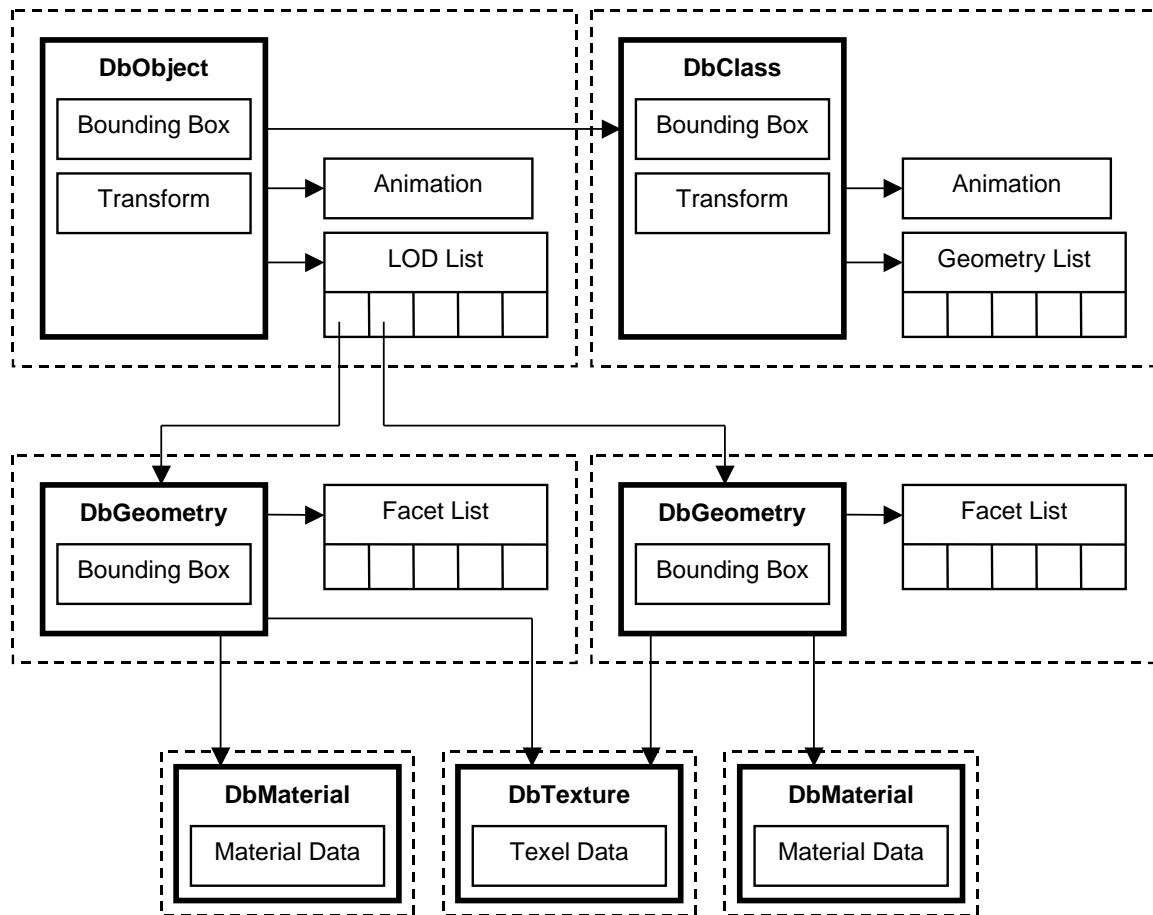 DbObject
Bounding Box
Transform
Animation
LOD List
DbClass
Bounding Box
Transform
Animation
Geometry List
DbGeometry
Bounding Box
Facet List
DbGeometry
Bounding Box
Facet List
DbMaterial
Material Data
DbTexture
Texel Data
DbMaterial
Material Data